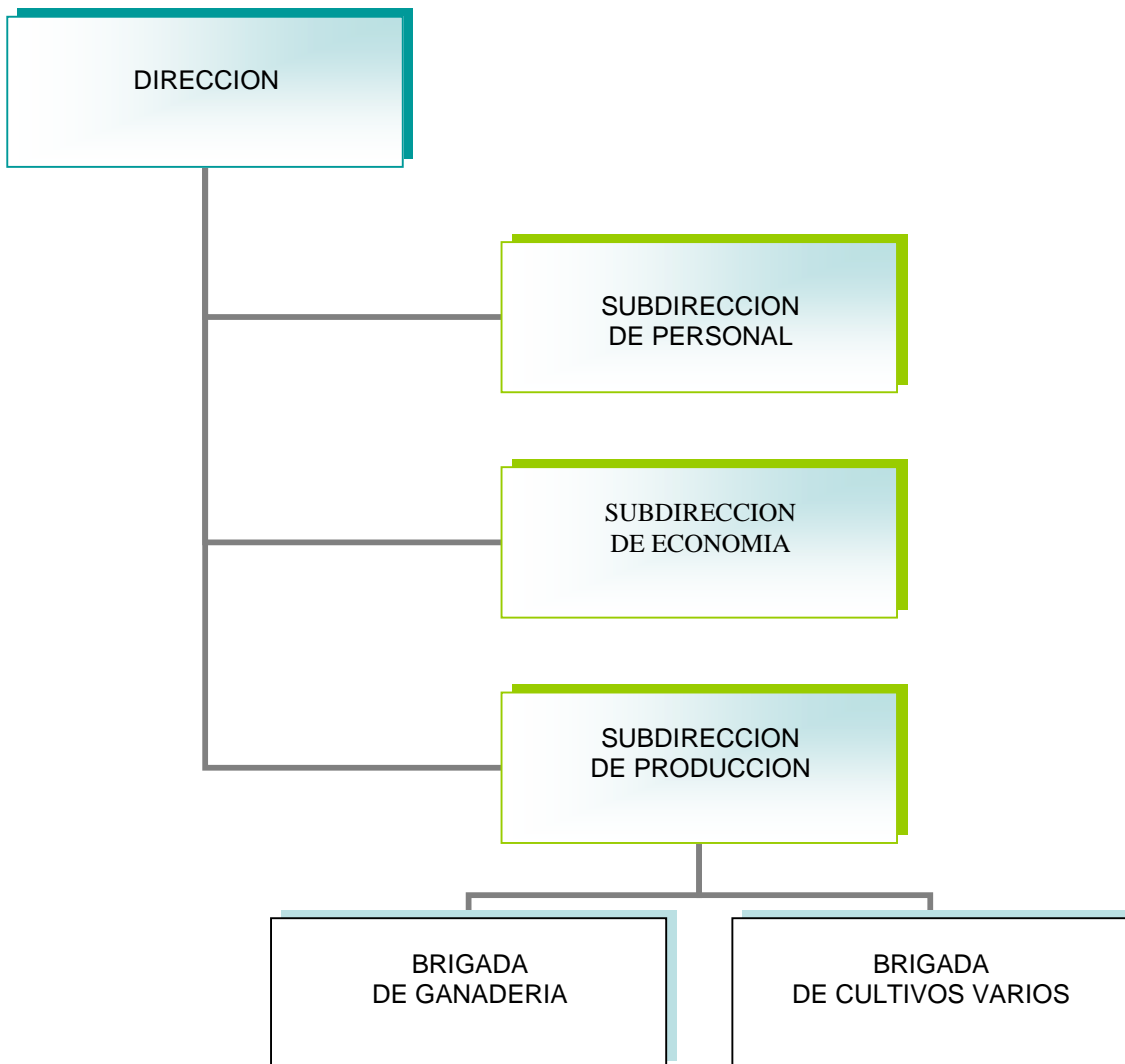 DIRECCION
SUBDIRECCION
DE PERSONAL
SUBDIRECCION
DE ECONOMIA
SUBDIRECCION
DE PRODUCCION
BRIGADA
DE GANADERIA
BRIGADA
DE CULTIVOS VARIOS